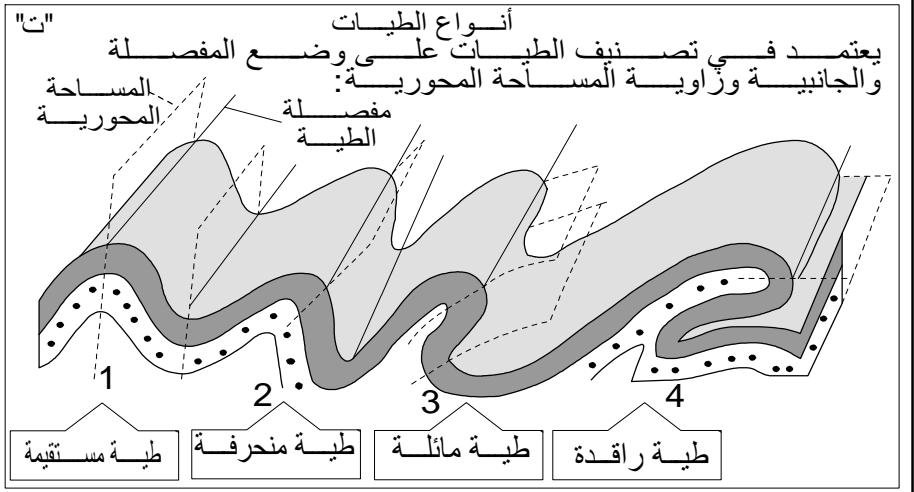 "ت"
أنواع الطيات
يعتمد في تصنيف الطيات على وضع المفصلة
والجانبية وزاوية المساحة المحورية:
المساحة
المحورية
مفصلة
الطية
1
2
3
4
طية مستقيمة
طية منحرفة
طية مائلة
طية راقدة